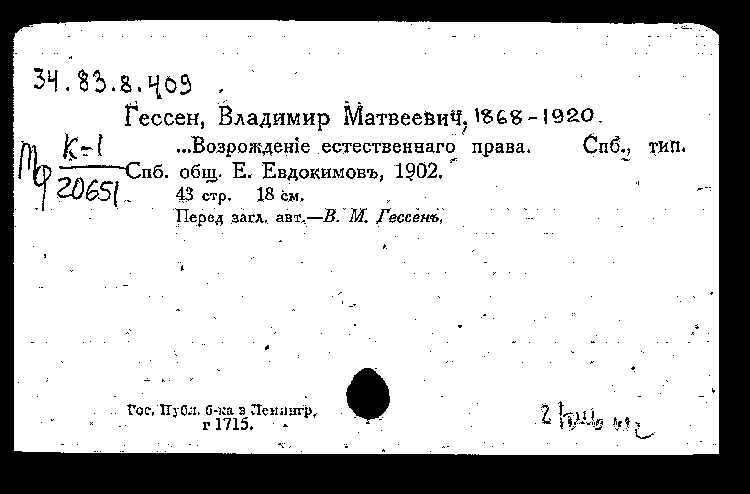 34.83.8.409
Гессен, Владимир Матвеевич, 1868-1920.
...Возрожденіе естественнаго права. Спб., тип.
Спб. общ. Е. Евдокимовъ, 1902.
Mф K-1
20651
43 стр. 18 см.
Перед загл. авт.—В. М. Гессенъ.
Гос. Публ. б-ка в Ленингр.
г 1715.